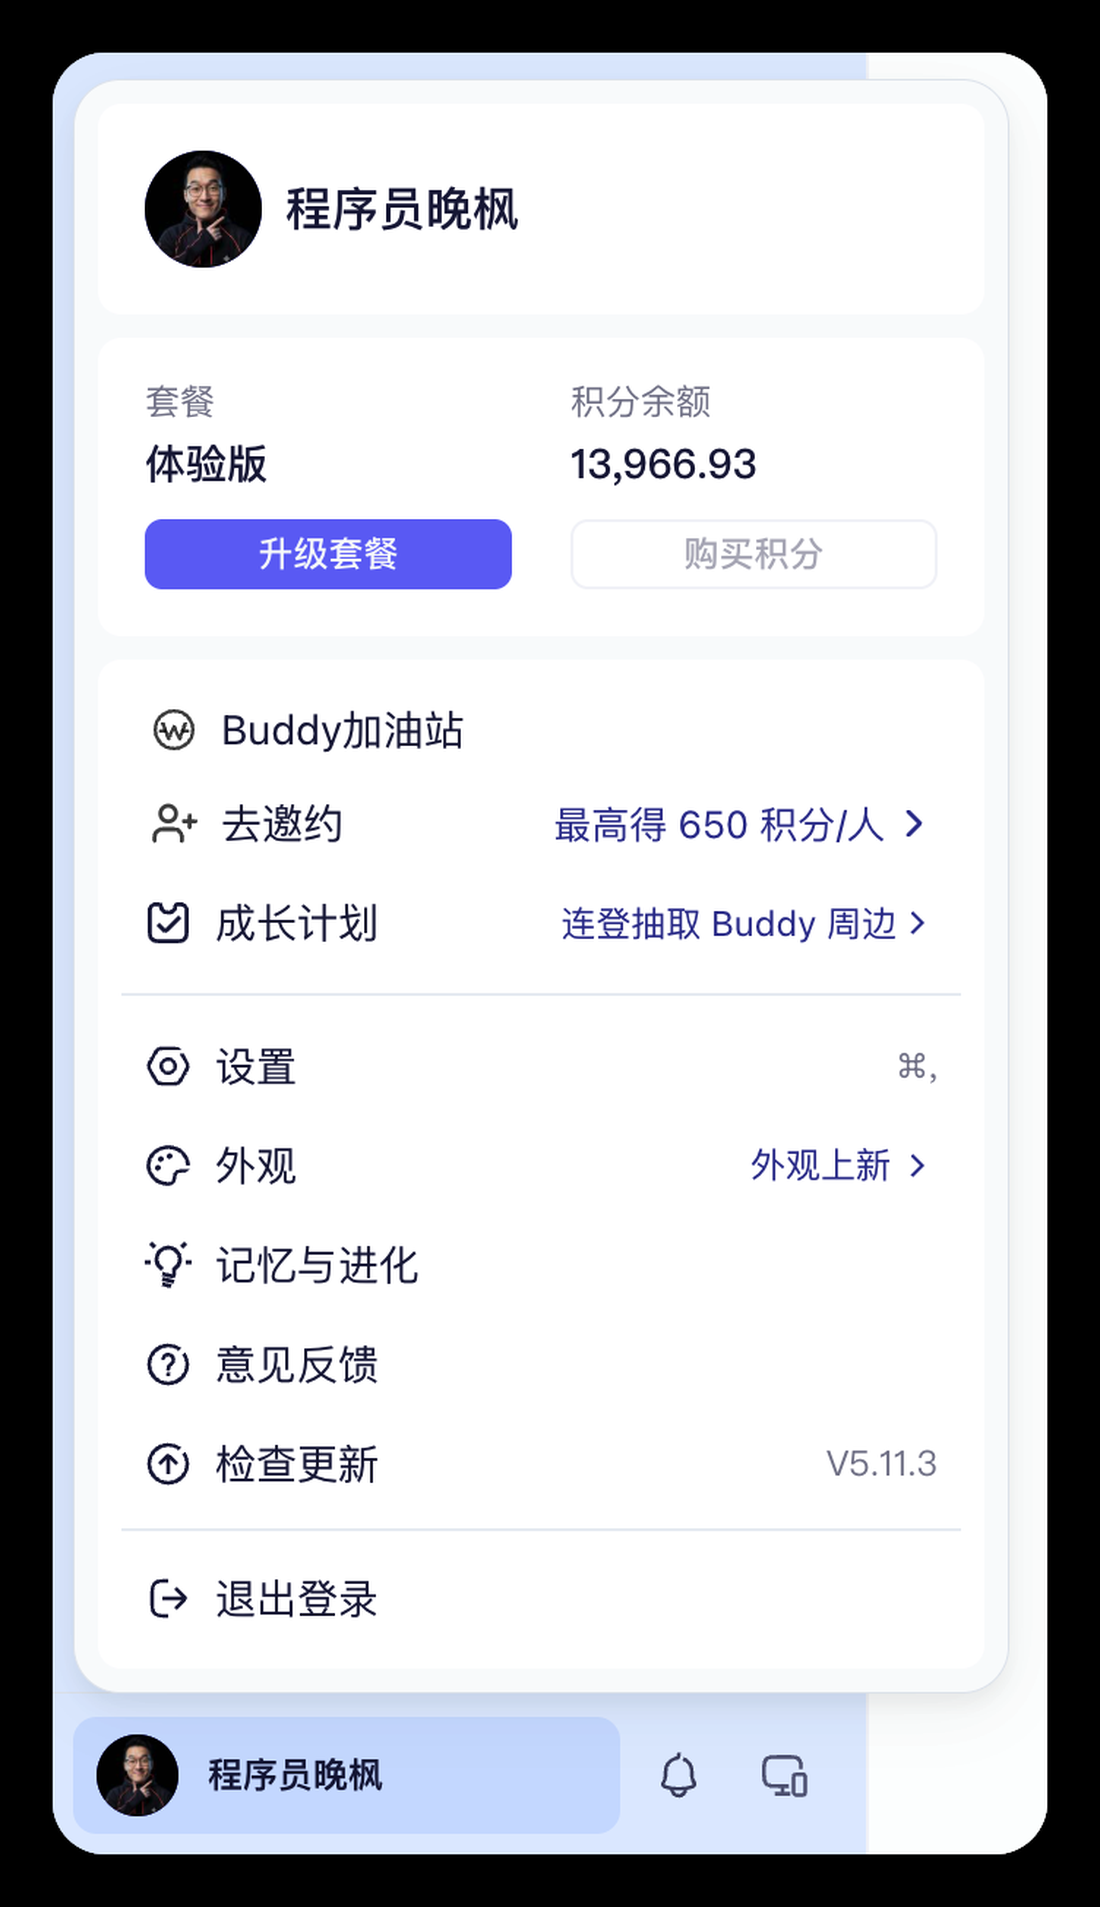 程序员晚枫
套餐
积分余额
体验版
13,966.93
升级套餐
购买积分
Buddy加油站
去邀约
最高得 650 积分/人
成长计划
连登抽取 Buddy 周边
设置
⌘,
外观
外观上新
记忆与进化
意见反馈
检查更新
V5.11.3
退出登录
程序员晚枫